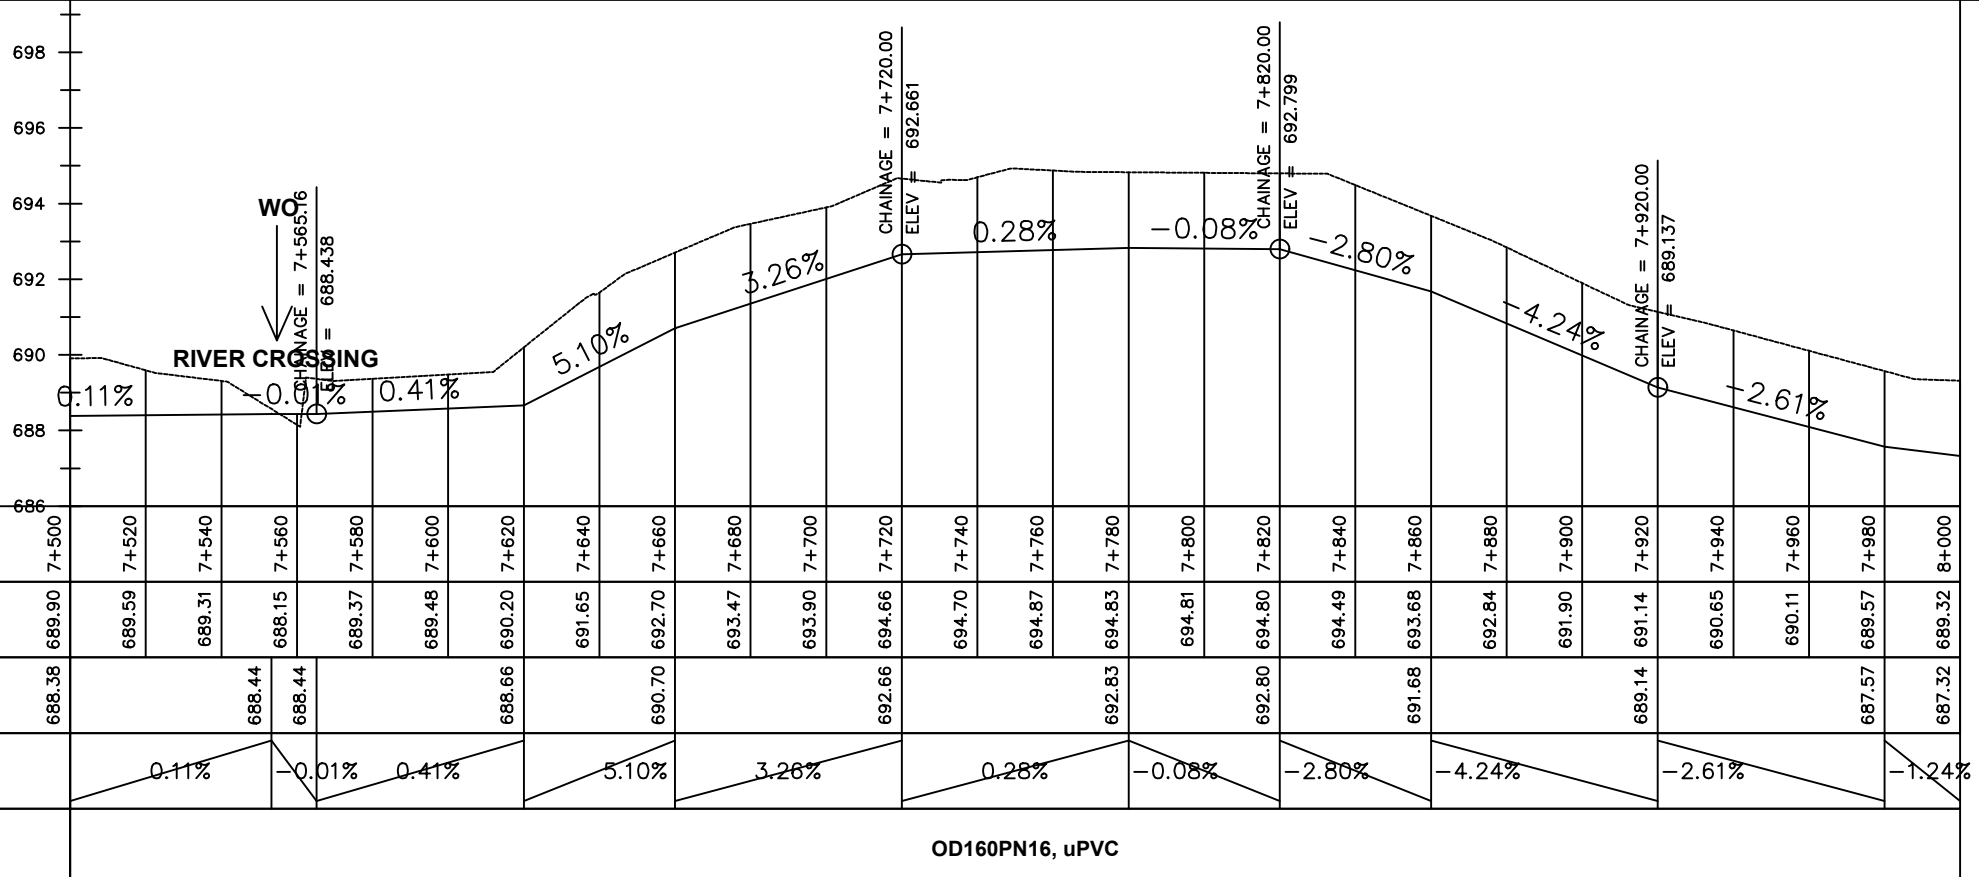 698
696
694
692
690
688
686
WO
RIVER CROSSING
CHAINAGE = 7+565.16
ELEV = 688.438
CHAINAGE = 7+720.00
ELEV = 692.661
CHAINAGE = 7+820.00
ELEV = 692.799
CHAINAGE = 7+920.00
ELEV = 689.137
0.11% -0.01% 0.41% 5.10% 3.26% 0.28% -0.08% -2.80% -4.24% -2.61%
7+500 7+520 7+540 7+560 7+580 7+600 7+620 7+640 7+660 7+680 7+700 7+720 7+740 7+760 7+780 7+800 7+820 7+840 7+860 7+880 7+900 7+920 7+940 7+960 7+980 8+000
689.90 689.59 689.31 688.15 689.37 689.48 690.20 691.65 692.70 693.47 693.90 694.66 694.70 694.87 694.83 694.81 694.80 694.49 693.68 692.84 691.90 691.14 690.65 690.11 689.57 689.32
688.38 688.44 688.44 688.66 690.70 692.66 692.83 692.80 691.68 689.14 687.57 687.32
0.11% -0.01% 0.41% 5.10% 3.26% 0.28% -0.08% -2.80% -4.24% -2.61% -1.24%
OD160PN16, uPVC